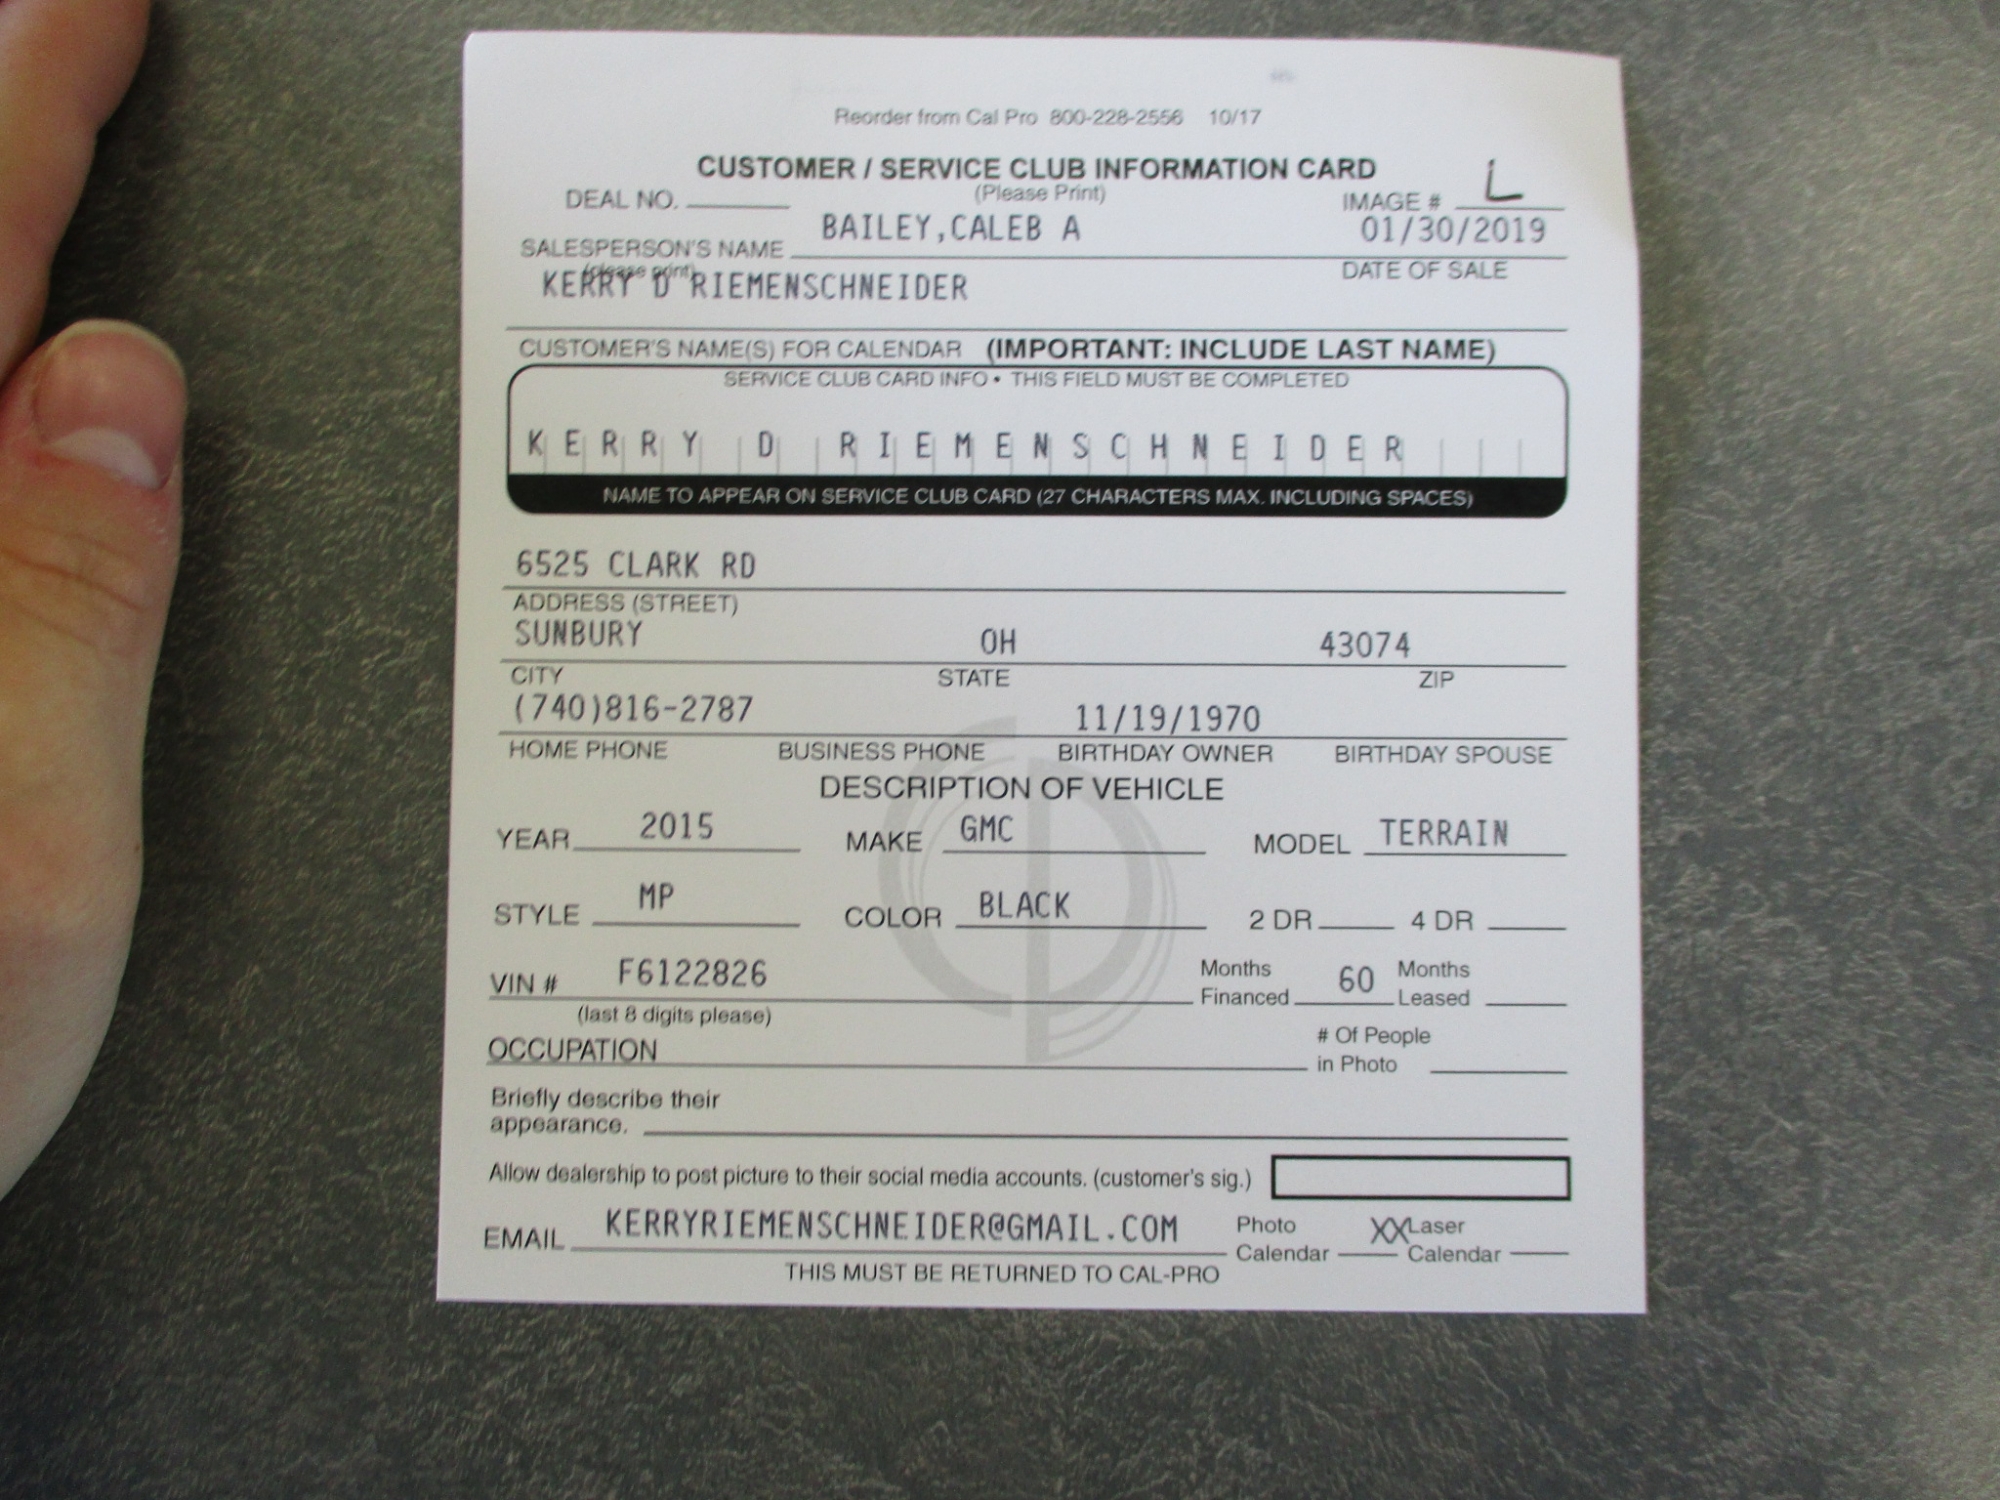 Reorder from Cal Pro 800-228-2556 10/17
CUSTOMER / SERVICE CLUB INFORMATION CARD
(Please Print)
DEAL NO.
IMAGE # L
BAILEY,CALEB A
01/30/2019
SALESPERSON'S NAME
(please print)
DATE OF SALE
KERRY D RIEMENSCHNEIDER
CUSTOMER'S NAME(S) FOR CALENDAR (IMPORTANT: INCLUDE LAST NAME)
SERVICE CLUB CARD INFO • THIS FIELD MUST BE COMPLETED
KERRY D RIEMENSCHNEIDER
NAME TO APPEAR ON SERVICE CLUB CARD (27 CHARACTERS MAX. INCLUDING SPACES)
6525 CLARK RD
ADDRESS (STREET)
SUNBURY OH 43074
CITY STATE ZIP
(740)816-2787 11/19/1970
HOME PHONE BUSINESS PHONE BIRTHDAY OWNER BIRTHDAY SPOUSE
DESCRIPTION OF VEHICLE
YEAR 2015 MAKE GMC MODEL TERRAIN
STYLE MP COLOR BLACK 2 DR 4 DR
VIN # F6122826
(last 8 digits please)
Months Financed 60 Months Leased
OCCUPATION
# Of People in Photo
Briefly describe their
appearance.
Allow dealership to post picture to their social media accounts. (customer's sig.)
EMAIL KERRYRIEMENSCHNEIDER@GMAIL.COM
Photo Calendar XX Laser Calendar
THIS MUST BE RETURNED TO CAL-PRO